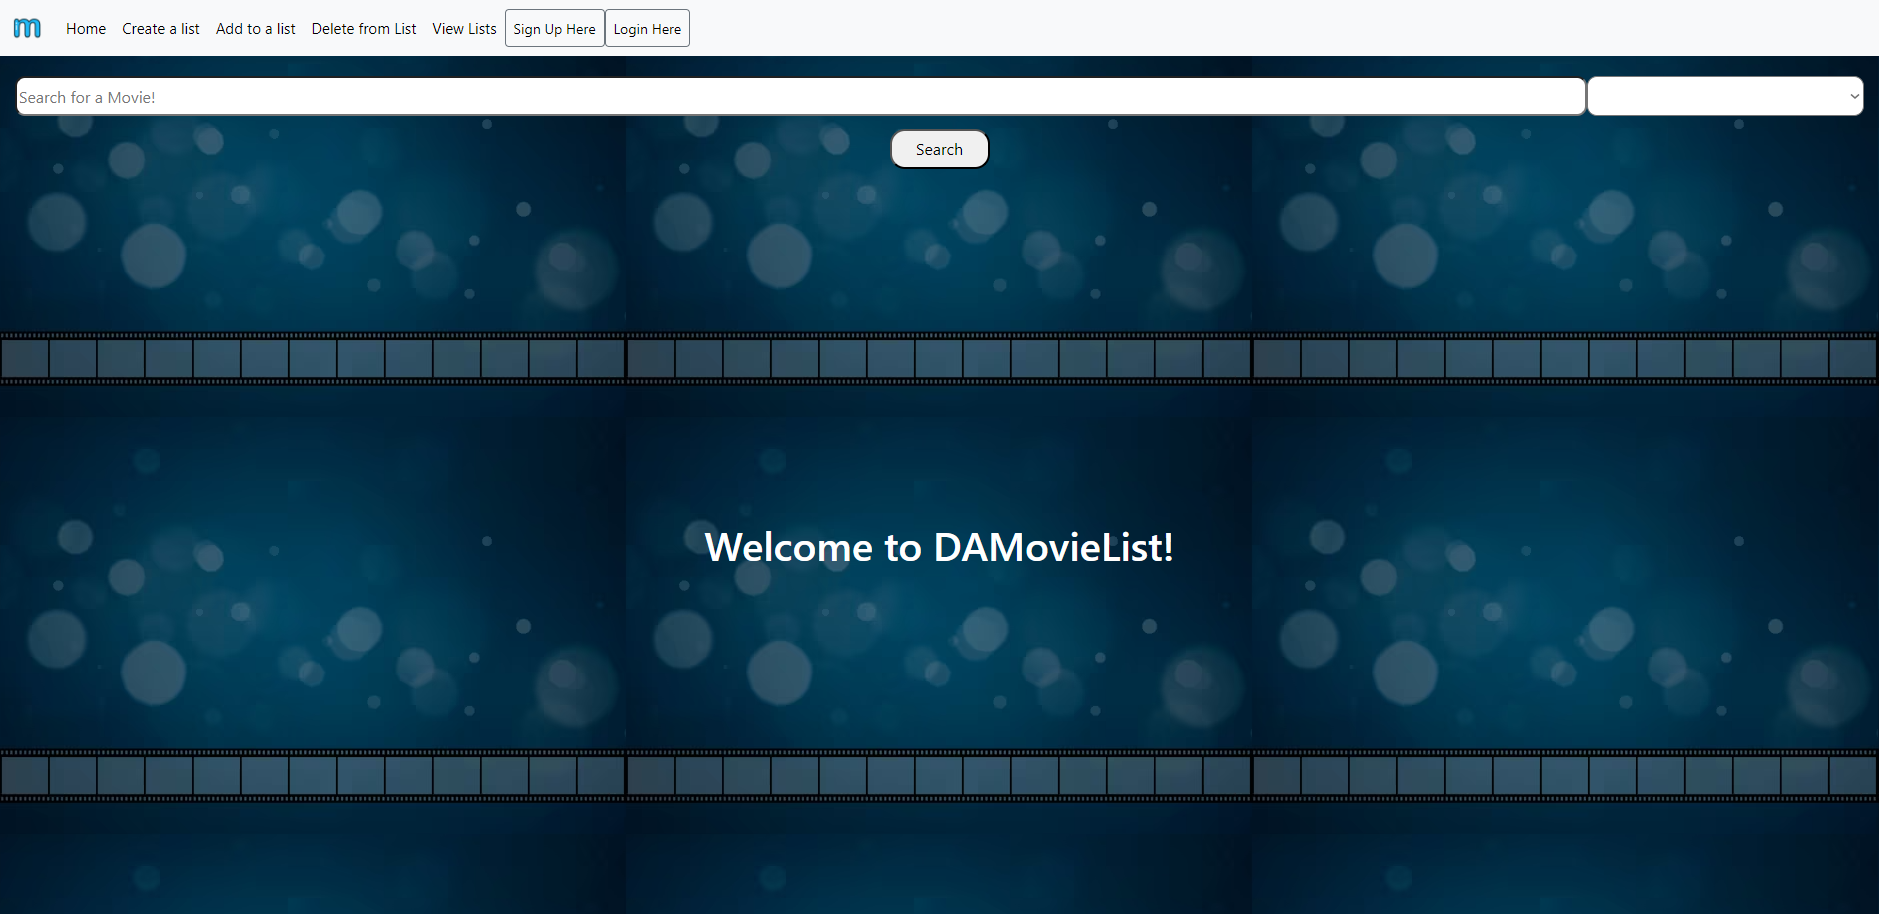 m Home Create a list Add to a list Delete from List View Lists Sign Up Here Login Here
Search for a Movie!
Search
Welcome to DAMovieList!